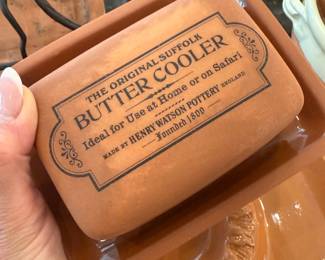 THE ORIGINAL SUFFOLK
BUTTER COOLER
Ideal for Use at Home or on Safari
MADE BY HENRY WATSON POTTERY ENGLAND
Founded 1800